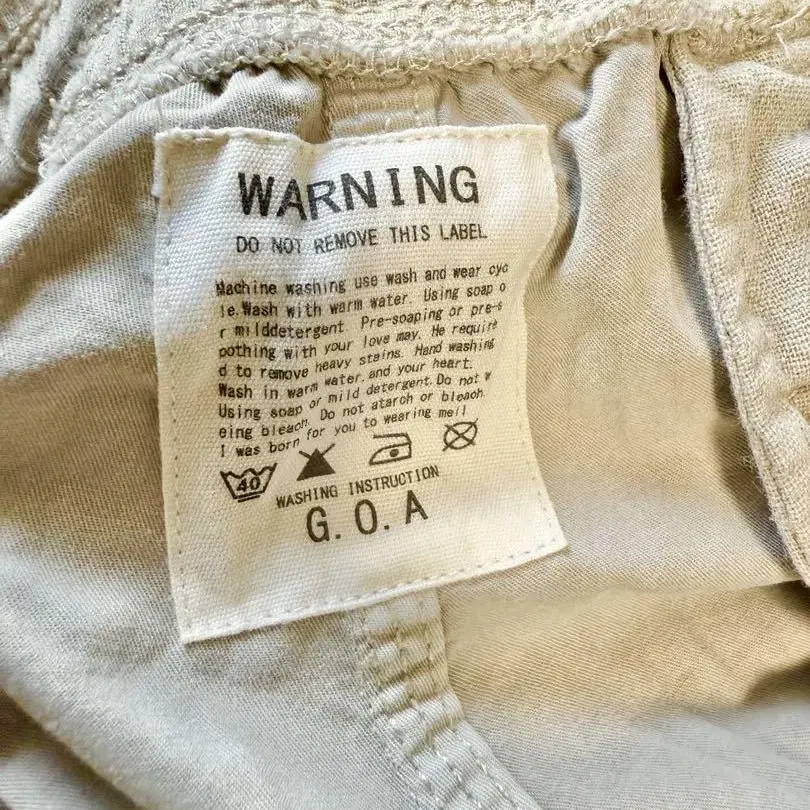 WARNING
DO NOT REMOVE THIS LABEL
Machine washing use wash and wear cyc
le.Wash with warm water. Using soap o
r milddetergent. Pre-soaping or pre-s
pothing with your love may. He require
d to remove heavy stains. Hand washing
Wash in warm water.and your heart.
Using soap or mild detergent.Do not w
eing bleach. Do not atarch or bleach.
I was born for you to wearing mell
40
WASHING INSTRUCTION
G.O.A